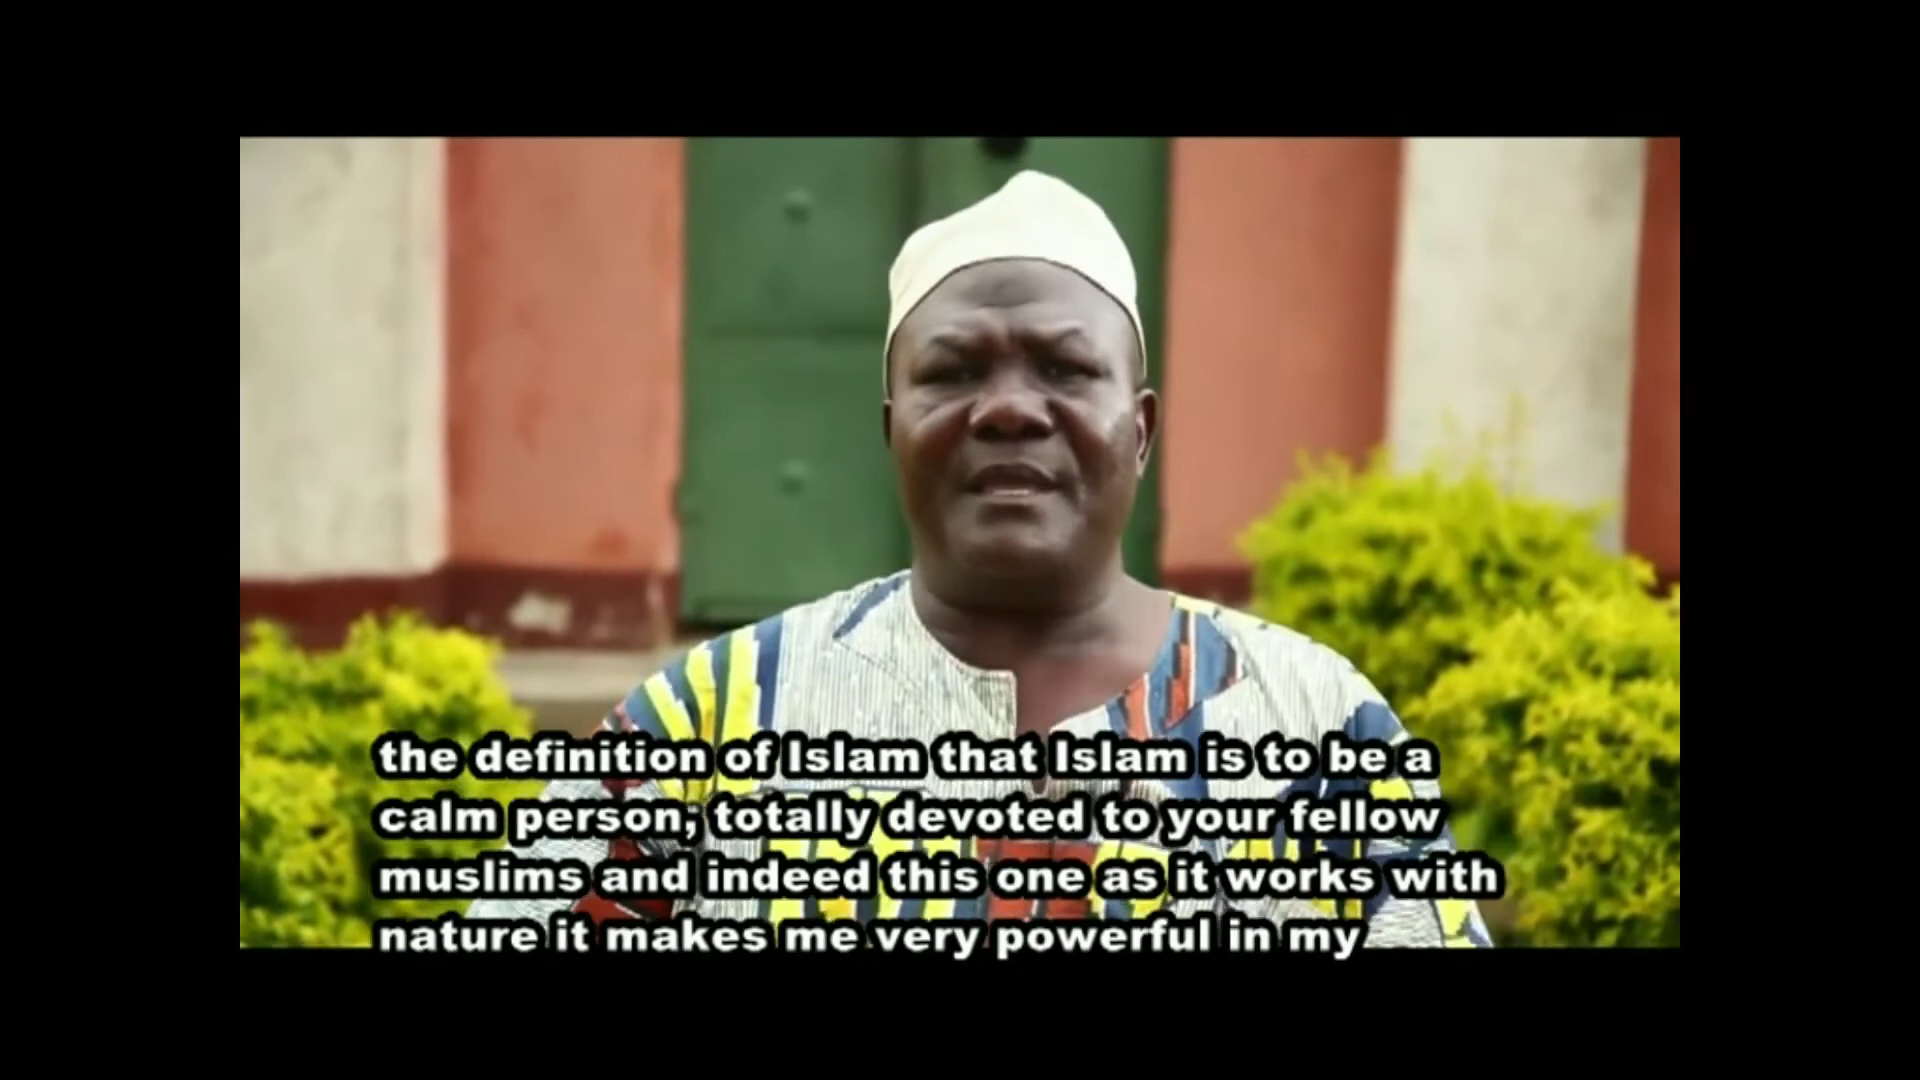 the definition of Islam that Islam is to be a
calm person; totally devoted to your fellow
muslims and indeed this one as it works with
nature it makes me very powerful in my